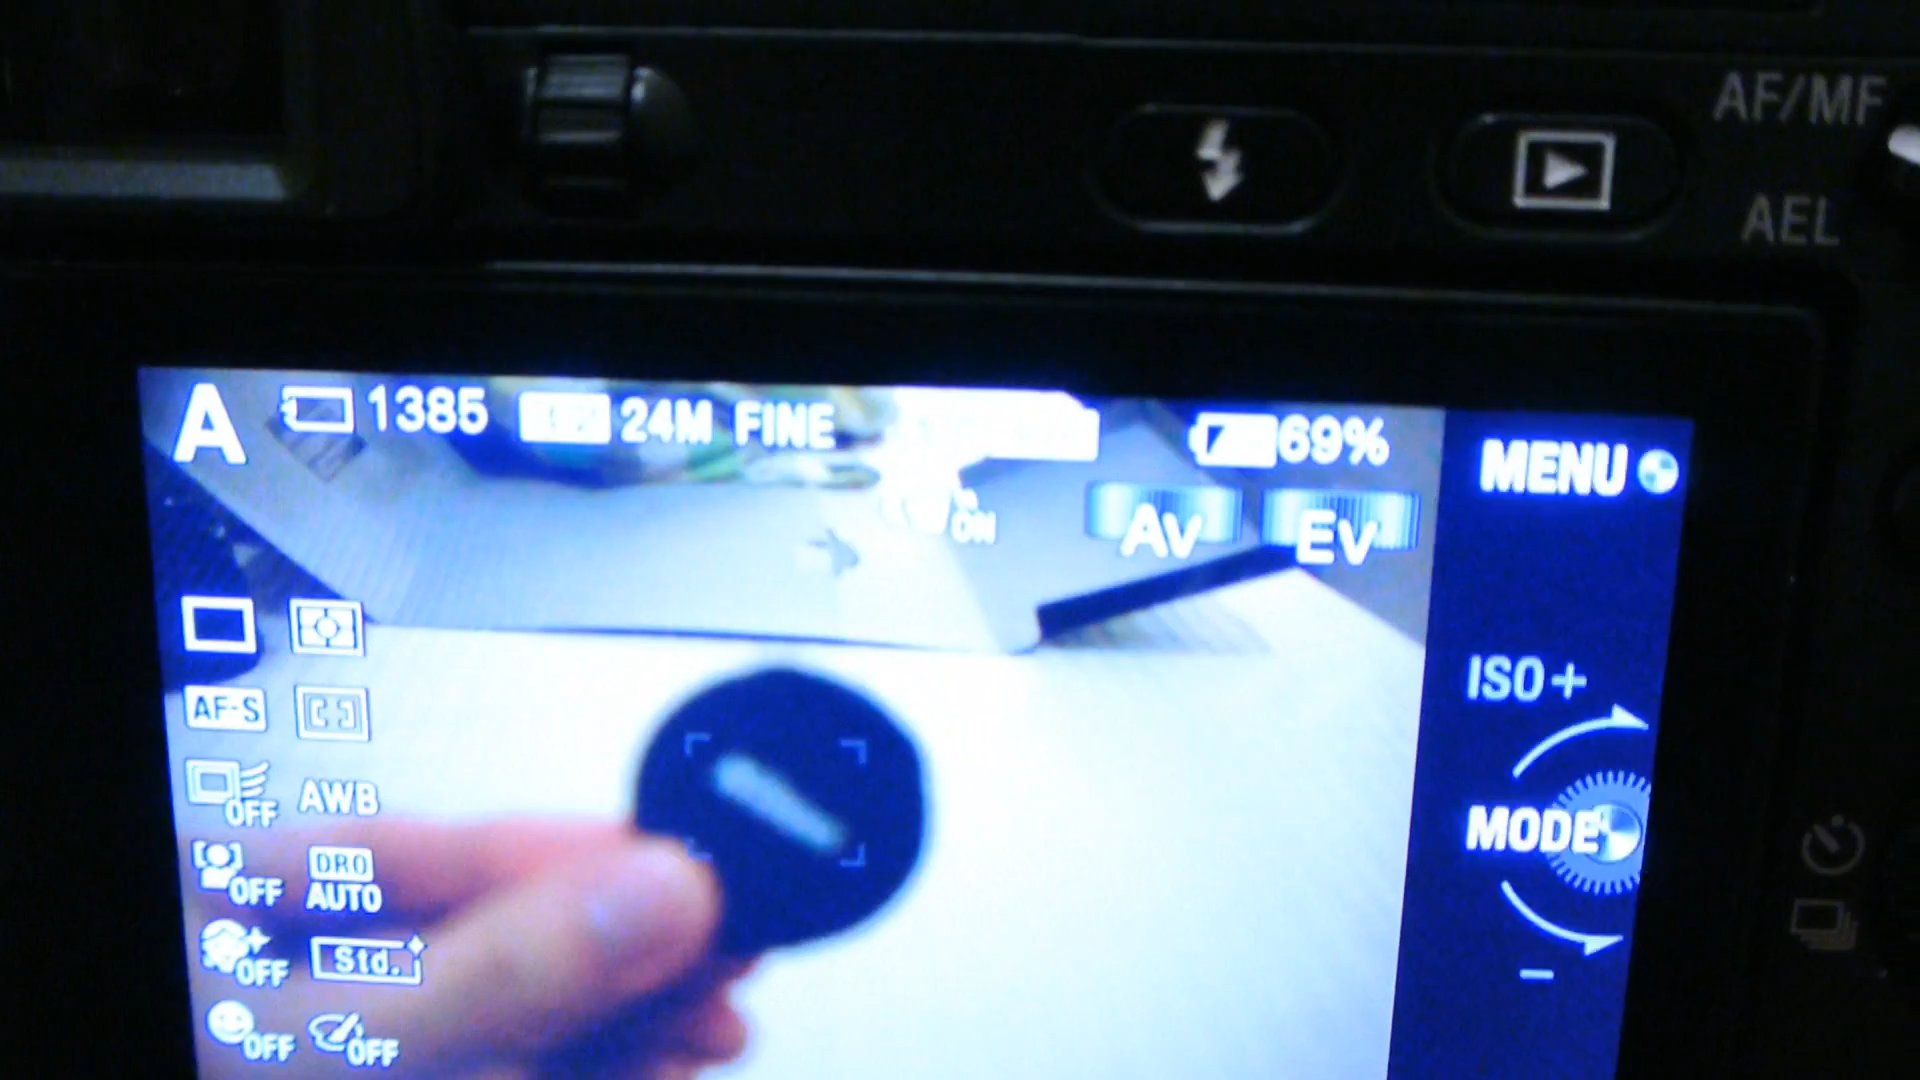 AF/MF
AEL
A 1385 24M FINE 69% MENU
ON Av Ev
ISO+
AF-S
OFF AWB MODE
OFF DRO AUTO
OFF Std.
OFF OFF